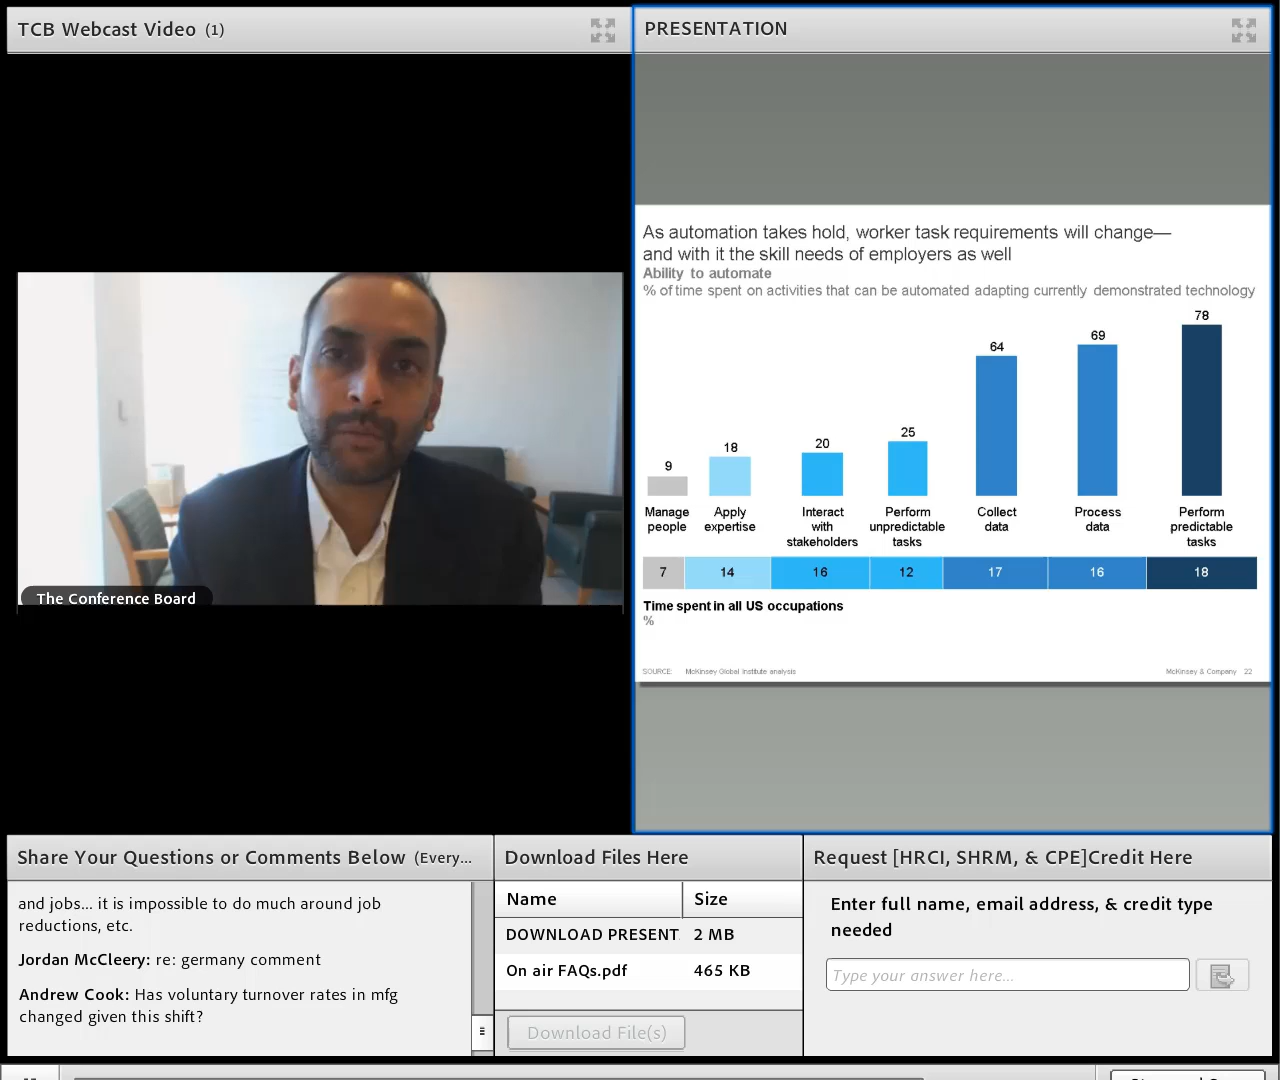 TCB Webcast Video (1)
The Conference Board
PRESENTATION
As automation takes hold, worker task requirements will change—
and with it the skill needs of employers as well
Ability to automate
% of time spent on activities that can be automated adapting currently demonstrated technology
9
18
20
25
64
69
78
Manage people
Apply expertise
Interact with stakeholders
Perform unpredictable tasks
Collect data
Process data
Perform predictable tasks
7 14 16 12 17 16 18
Time spent in all US occupations
%
SOURCE: McKinsey Global Institute analysis
McKinsey & Company 22
Share Your Questions or Comments Below (Every...
and jobs... it is impossible to do much around job
reductions, etc.
Jordan McCleery: re: germany comment
Andrew Cook: Has voluntary turnover rates in mfg
changed given this shift?
Download Files Here
Name Size
DOWNLOAD PRESENT 2 MB
On air FAQs.pdf 465 KB
Download File(s)
Request [HRCI, SHRM, & CPE]Credit Here
Enter full name, email address, & credit type
needed
Type your answer here...